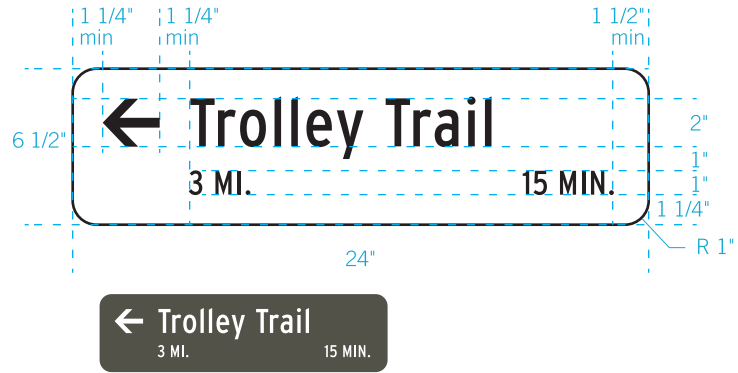 1 1/4" 1 1/4" 1 1/2"
min min min
← Trolley Trail
2"
6 1/2"
1"
3 MI. 15 MIN.
1"
1 1/4"
R 1"
24"
← Trolley Trail
3 MI. 15 MIN.